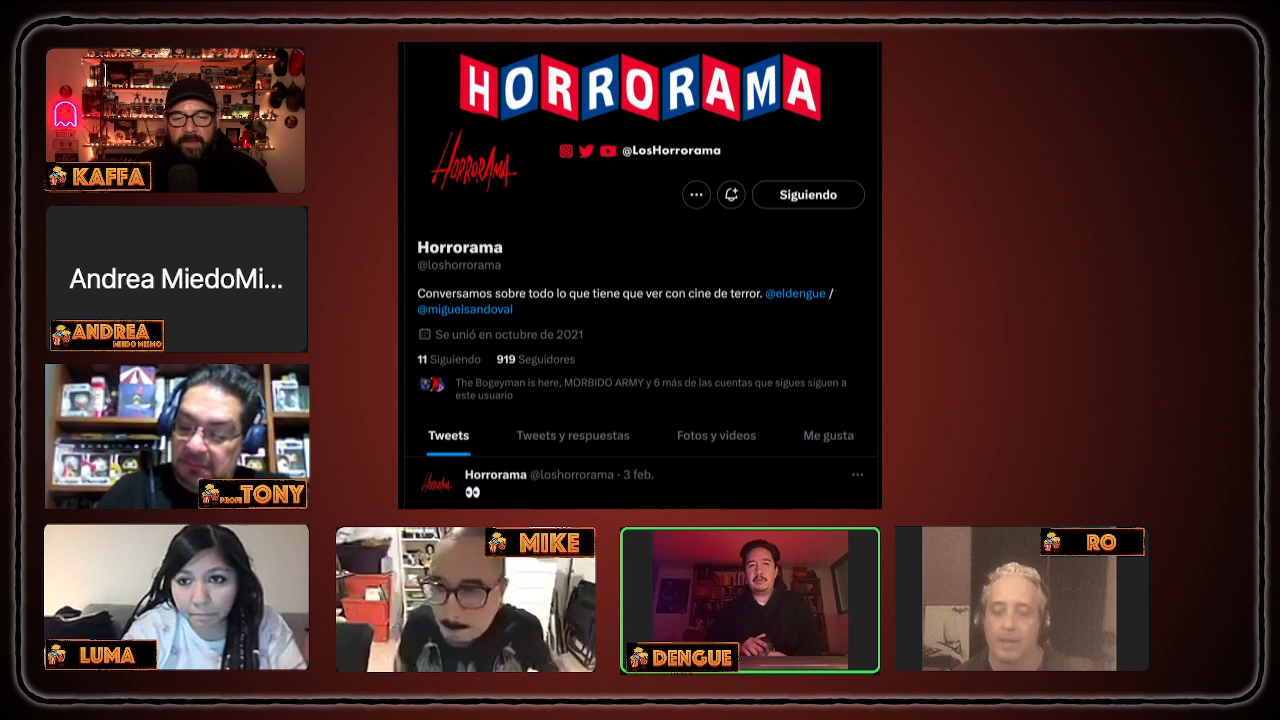 HORRORAMA
HORRORAMA
@LosHorrorama
Siguiendo
Horrorama
@loshorrorama
Conversamos sobre todo lo que tiene que ver con cine de terror. @eldengue /
@miguelsandoval
Se unió en octubre de 2021
11 Siguiendo 919 Seguidores
The Bogeyman is here, MORBIDO ARMY y 6 más de las cuentas que sigues siguen a
este usuario
Tweets Tweets y respuestas Fotos y videos Me gusta
HORRORAMA
Horrorama @loshorrorama · 3 feb.
KAFFA
Andrea MiedoMi...
ANDREA
MIEDO MISMO
PROFE TONY
LUMA
MIKE
DENGUE
RO